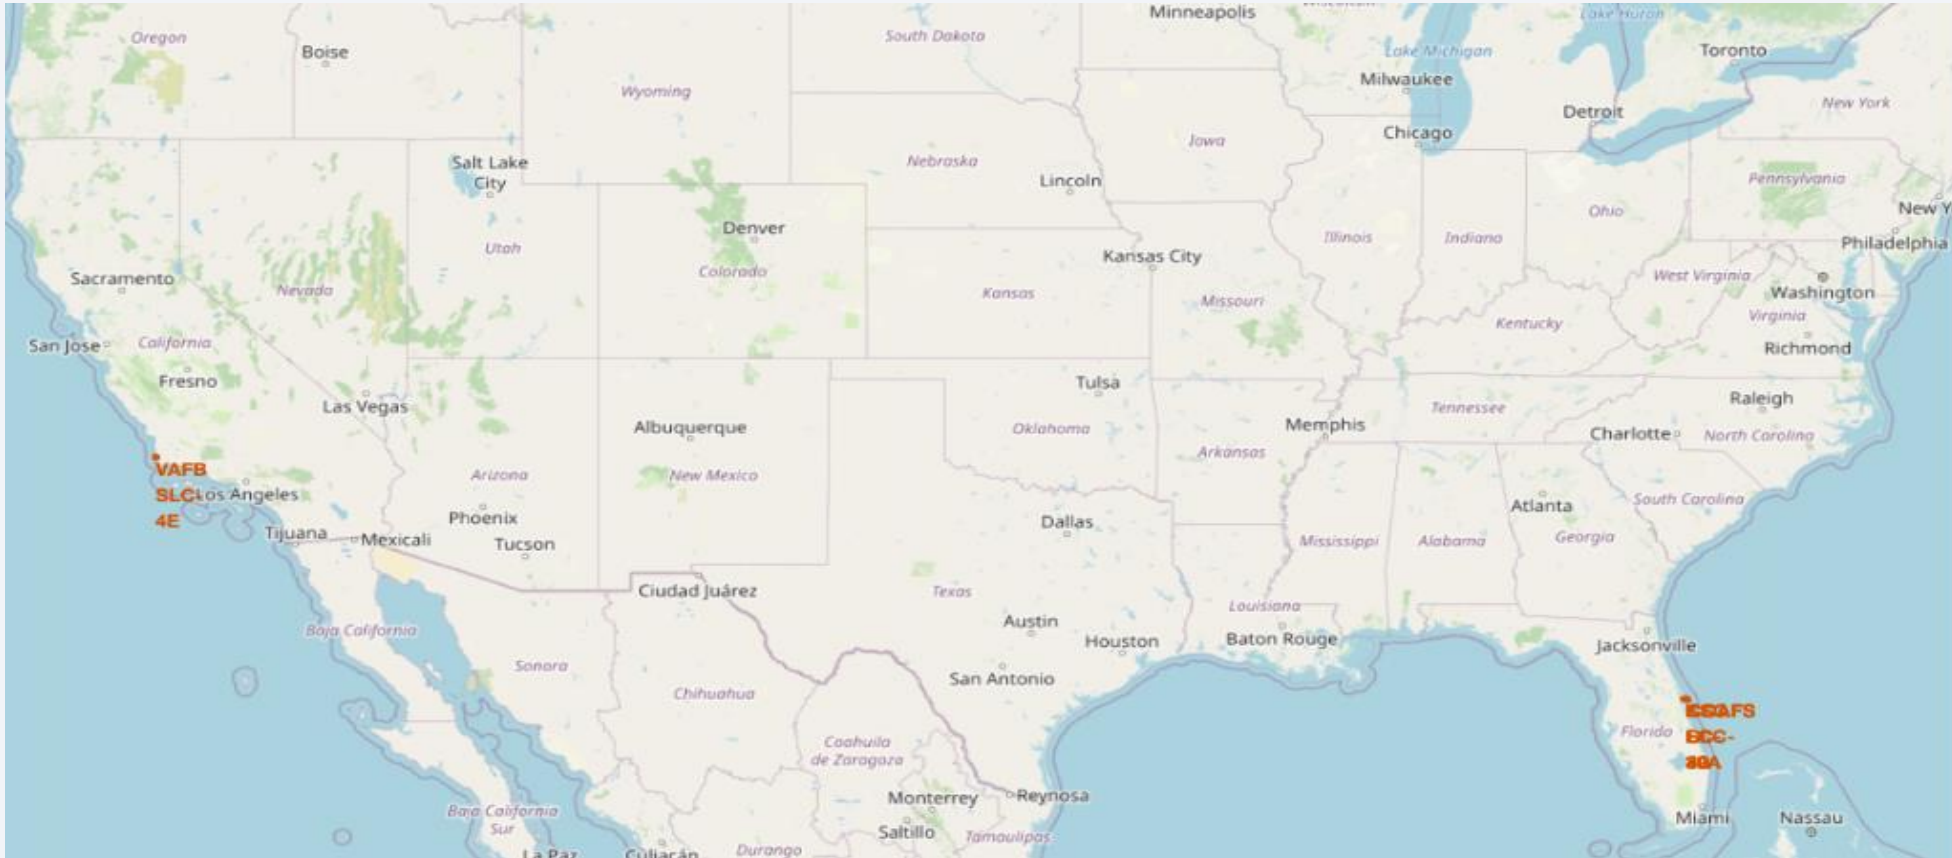 Minneapolis
Lake Huron
Oregon
South Dakota
Boise
Lake Michigan
Toronto
Milwaukee
Wyoming
New York
Detroit
Chicago
Iowa
Salt Lake
City
Nebraska
Lincoln
Pennsylvania
New Y
Ohio
Denver
Illinois
Indiana
Philadelphia
Utah
Kansas City
Colorado
Sacramento
West Virginia
Nevada
Kansas
Missouri
Washington
Virginia
Kentucky
San Jose
California
Richmond
Fresno
Tulsa
Las Vegas
Raleigh
Tennessee
Albuquerque
Oklahoma
Memphis
Charlotte
North Carolina
Arkansas
VAFB
SLC-
4E
Los Angeles
Arizona
New Mexico
South Carolina
Atlanta
Phoenix
Dallas
Tijuana
Mexicali
Tucson
Mississippi
Alabama
Georgia
Ciudad Juárez
Texas
Louisiana
Austin
Baja California
Houston
Baton Rouge
Jacksonville
Sonora
San Antonio
Chihuahua
Florida
Coahuila
de Zaragoza
Monterrey
Reynosa
Baja California
Sur
Miami
Nassau
Saltillo
Tamaulipas
Durango
La Paz
Culiacán